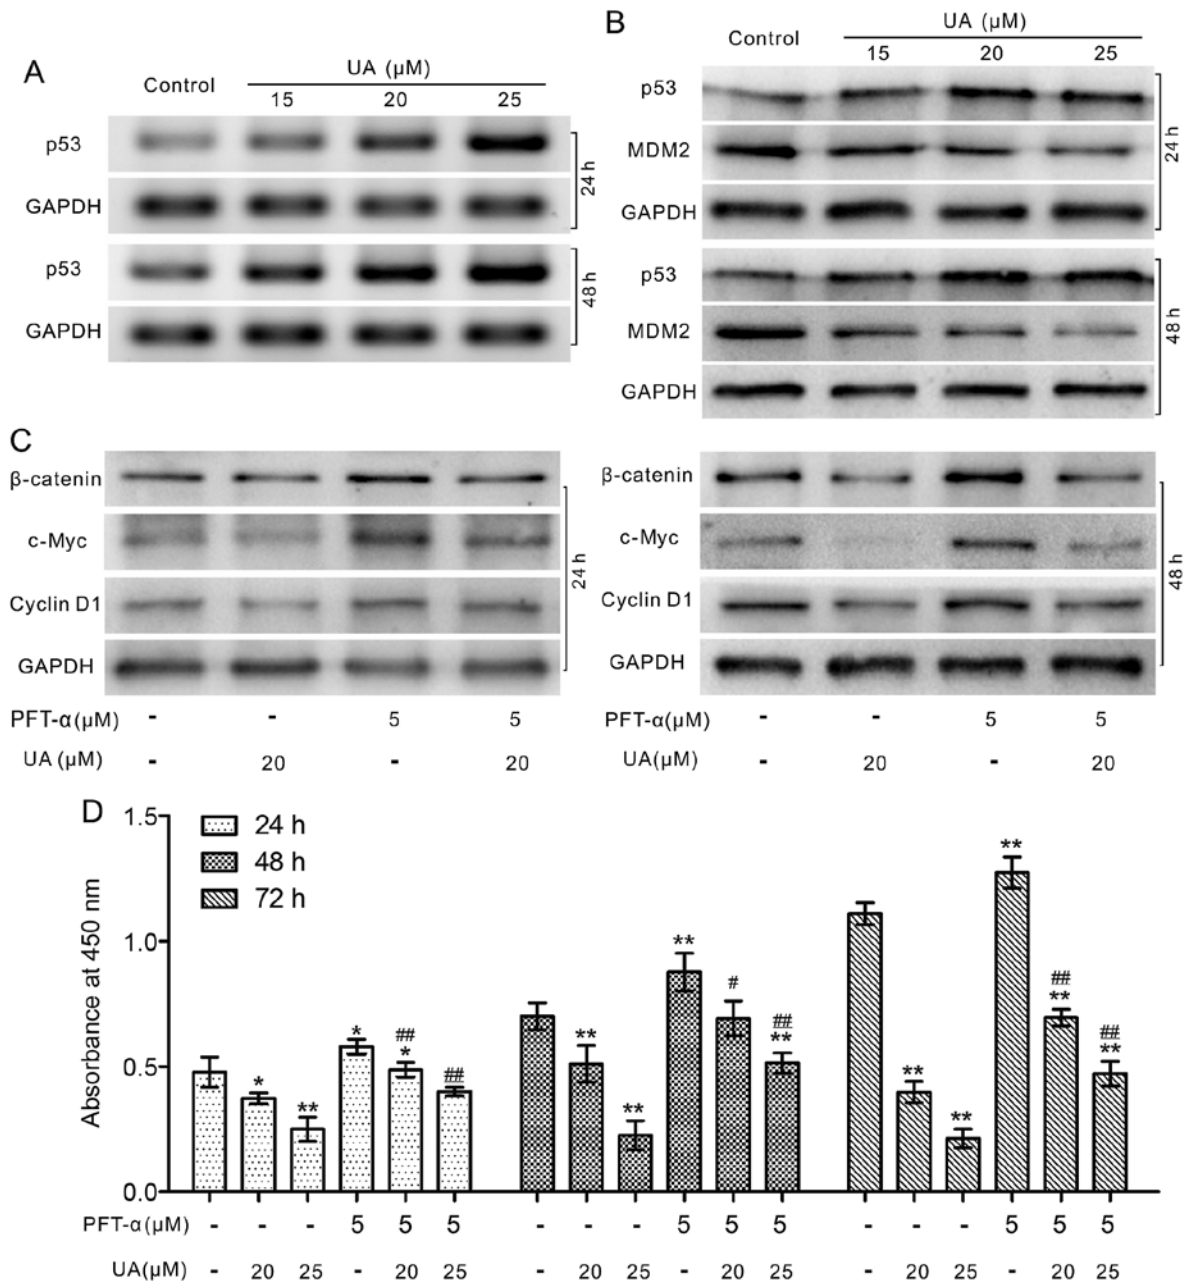 A
Control
UA (μM)
15 20 25
p53
GAPDH
24 h
p53
GAPDH
48 h
B
Control
UA (μM)
15 20 25
p53
MDM2
GAPDH
24 h
p53
MDM2
GAPDH
48 h
C
β-catenin
c-Myc
Cyclin D1
GAPDH
24 h
PFT-α(μM) - - 5 5
UA (μM) - 20 - 20
β-catenin
c-Myc
Cyclin D1
GAPDH
48 h
PFT-α(μM) - - 5 5
UA(μM) - 20 - 20
D
Absorbance at 450 nm
1.5
1.0
0.5
0.0
24 h
48 h
72 h
* ** * ## * ##
** ** ** # ## **
** ** ** ## ** ## **
PFT-α(μM) - - - 5 5 5 - - - 5 5 5 - - - 5 5 5
UA(μM) - 20 25 - 20 25 - 20 25 - 20 25 - 20 25 - 20 25